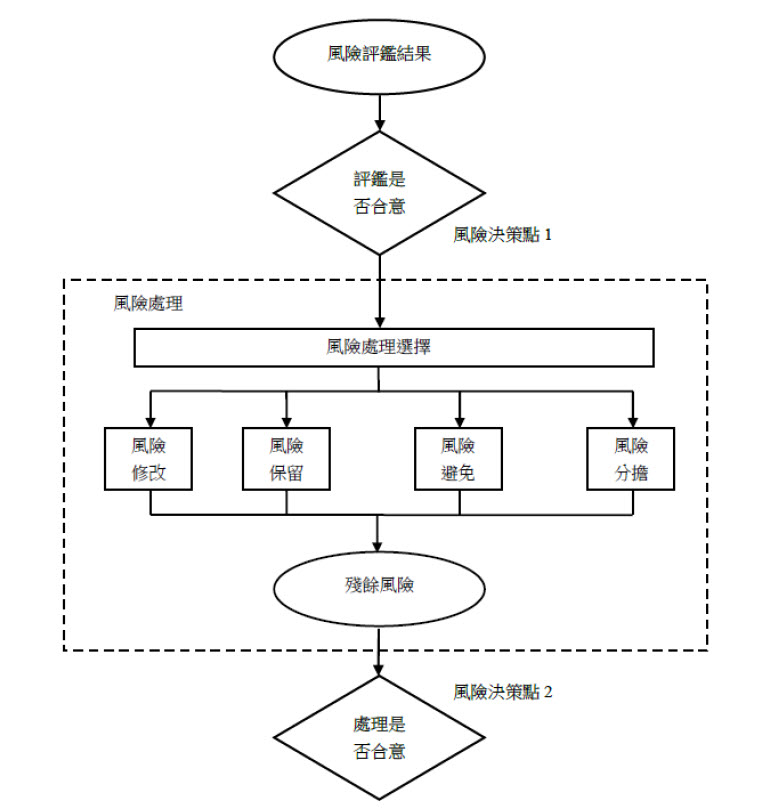 風險評鑑結果
評鑑是
否合意
風險決策點 1
風險處理
風險處理選擇
風險
修改
風險
保留
風險
避免
風險
分擔
殘餘風險
風險決策點 2
處理是
否合意